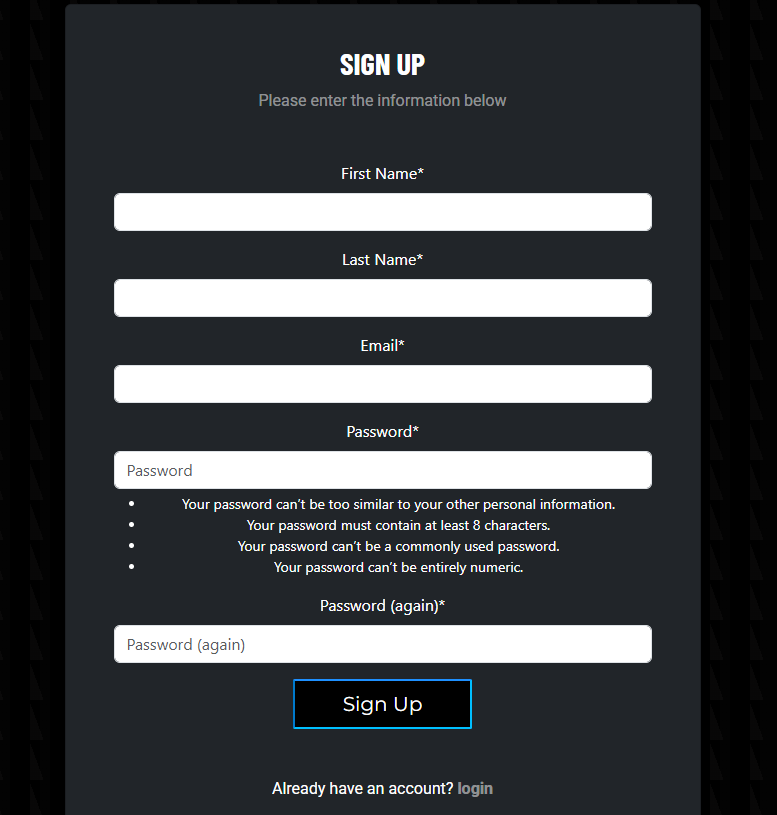 SIGN UP
Please enter the information below
First Name*
Last Name*
Email*
Password*
Password
• Your password can’t be too similar to your other personal information.
• Your password must contain at least 8 characters.
• Your password can’t be a commonly used password.
• Your password can’t be entirely numeric.
Password (again)*
Password (again)
Sign Up
Already have an account? login